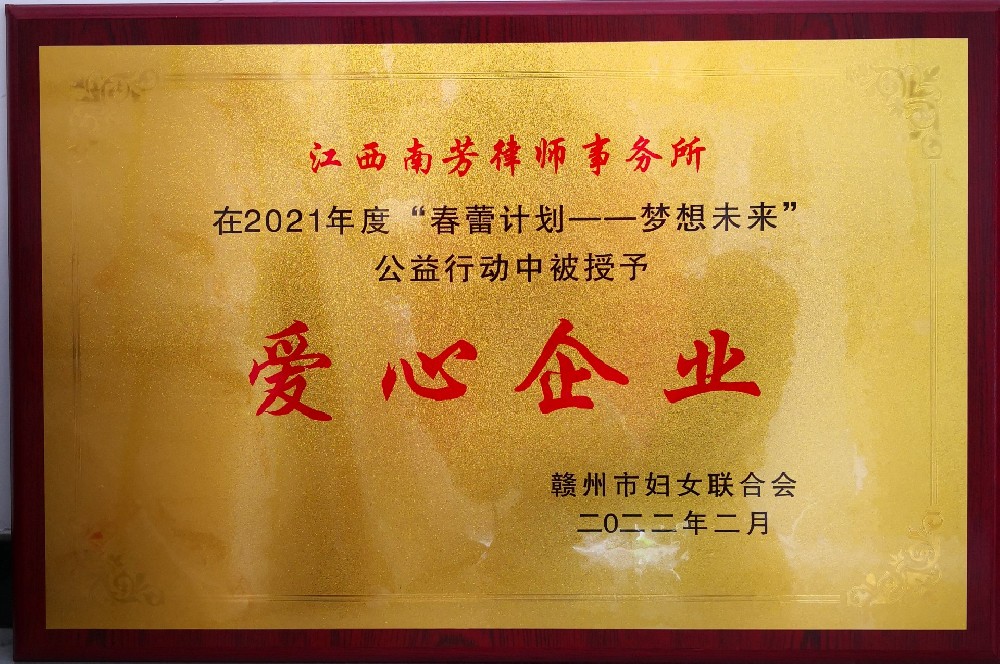 江西南芳律师事务所
在2021年度“春蕾计划——梦想未来”
公益行动中被授予
爱心企业
赣州市妇女联合会
二〇二二年二月